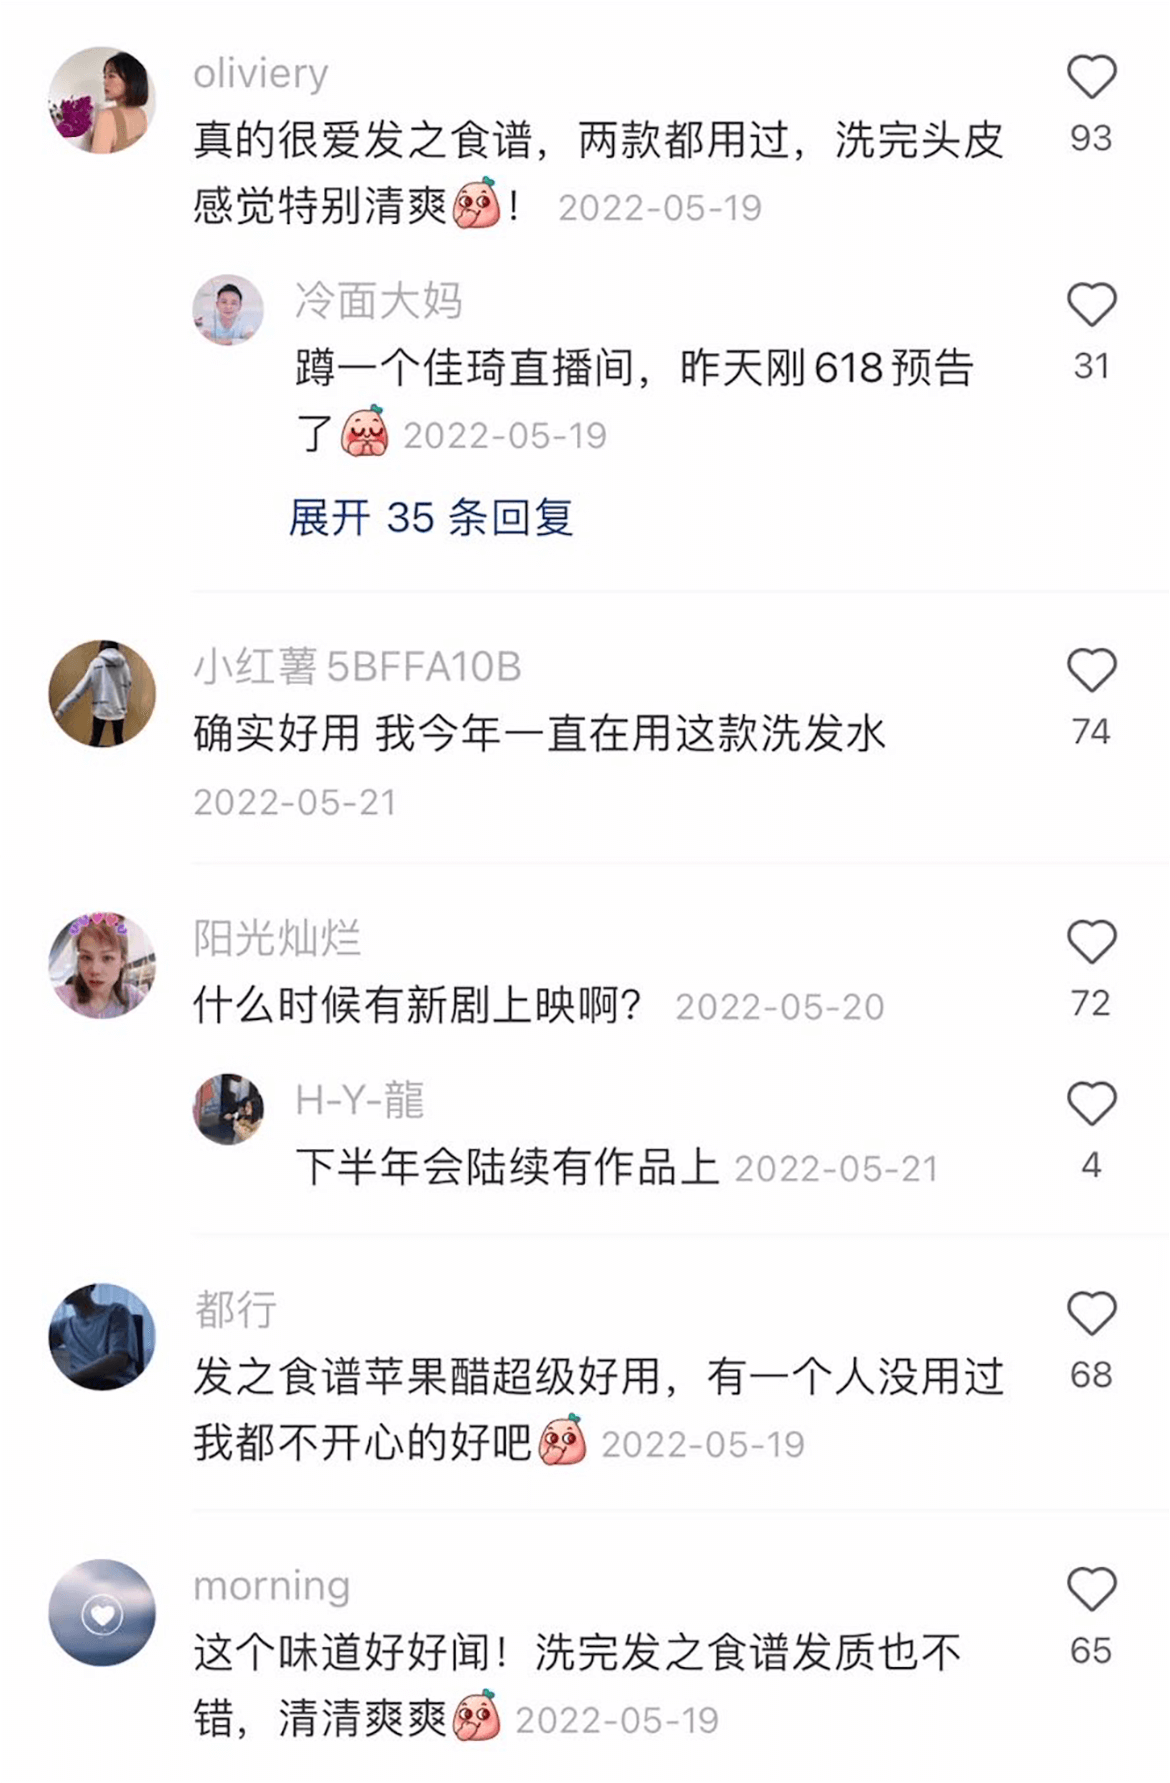 oliviery
93
真的很爱发之食谱，两款都用过，洗完头皮
感觉特别清爽！ 2022-05-19
冷面大妈
31
蹲一个佳琦直播间，昨天刚618预告
了 2022-05-19
展开 35 条回复
小红薯5BFFA10B
74
确实好用 我今年一直在用这款洗发水
2022-05-21
阳光灿烂
72
什么时候有新剧上映啊？ 2022-05-20
H-Y-龍
下半年会陆续有作品上 2022-05-21
4
都行
68
发之食谱苹果醋超级好用，有一个人没用过
我都不开心的好吧 2022-05-19
morning
65
这个味道好好闻！洗完发之食谱发质也不
错，清清爽爽 2022-05-19